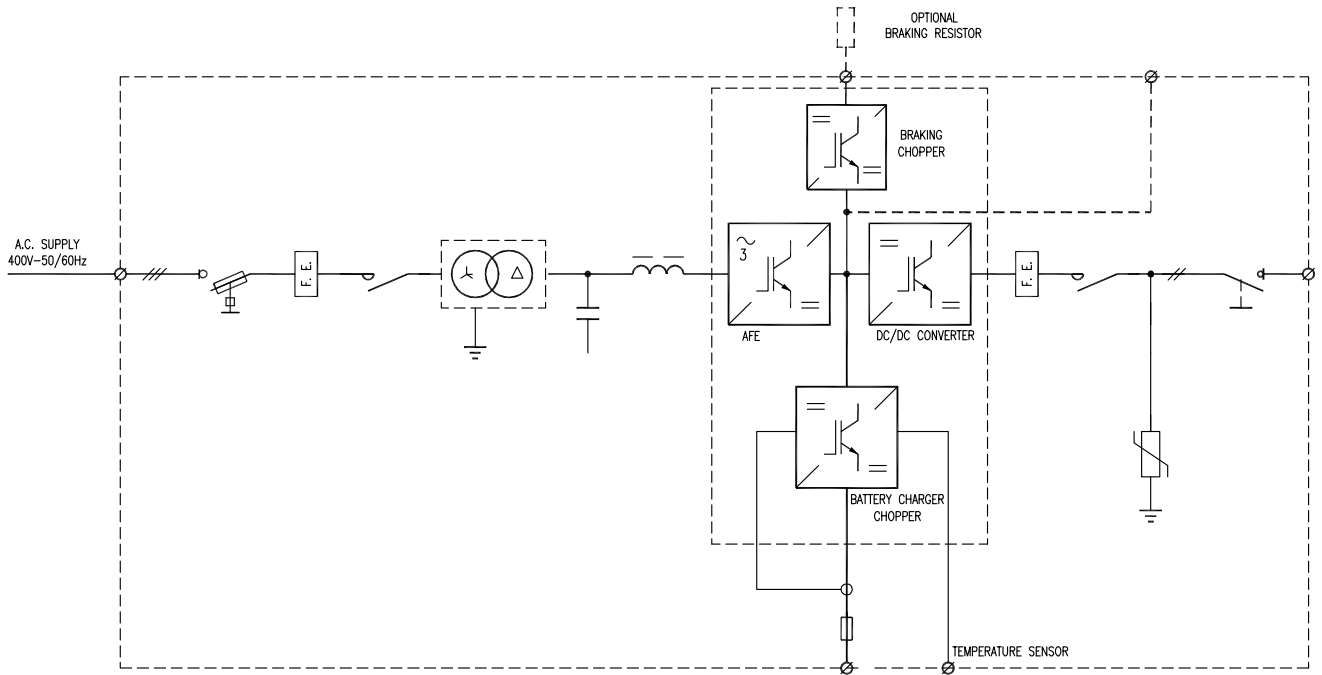 OPTIONAL
BRAKING RESISTOR
BRAKING
CHOPPER
A.C. SUPPLY
400V-50/60Hz
F. E.
3
AFE
DC/DC CONVERTER
F. E.
BATTERY CHARGER
CHOPPER
TEMPERATURE SENSOR